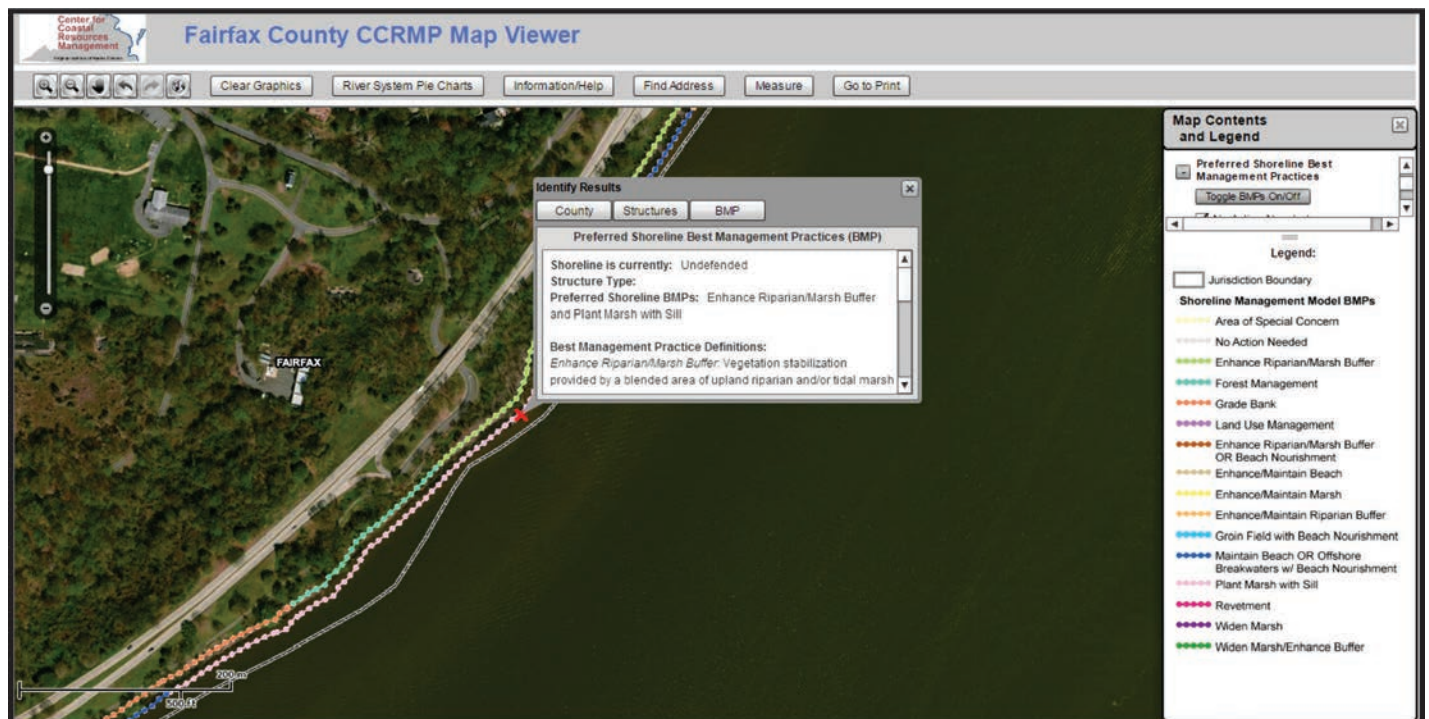 Center for
Coastal
Resources
Management
Fairfax County CCRMP Map Viewer
Clear Graphics
River System Pie Charts
Information/Help
Find Address
Measure
Go to Print
Identify Results
County
Structures
BMP
Preferred Shoreline Best Management Practices (BMP)
Shoreline is currently: Undefended
Structure Type:
Preferred Shoreline BMPs: Enhance Riparian/Marsh Buffer
and Plant Marsh with Sill
Best Management Practice Definitions:
Enhance Riparian/Marsh Buffer: Vegetation stabilization
provided by a blended area of upland riparian and/or tidal marsh
FAIRFAX
200 m
500 ft
Map Contents
and Legend
Preferred Shoreline Best
Management Practices
Toggle BMPs On/Off
Legend:
Jurisdiction Boundary
Shoreline Management Model BMPs
Area of Special Concern
No Action Needed
Enhance Riparian/Marsh Buffer
Forest Management
Grade Bank
Land Use Management
Enhance Riparian/Marsh Buffer
OR Beach Nourishment
Enhance/Maintain Beach
Enhance/Maintain Marsh
Enhance/Maintain Riparian Buffer
Groin Field with Beach Nourishment
Maintain Beach OR Offshore
Breakwaters w/ Beach Nourishment
Plant Marsh with Sill
Revetment
Widen Marsh
Widen Marsh/Enhance Buffer